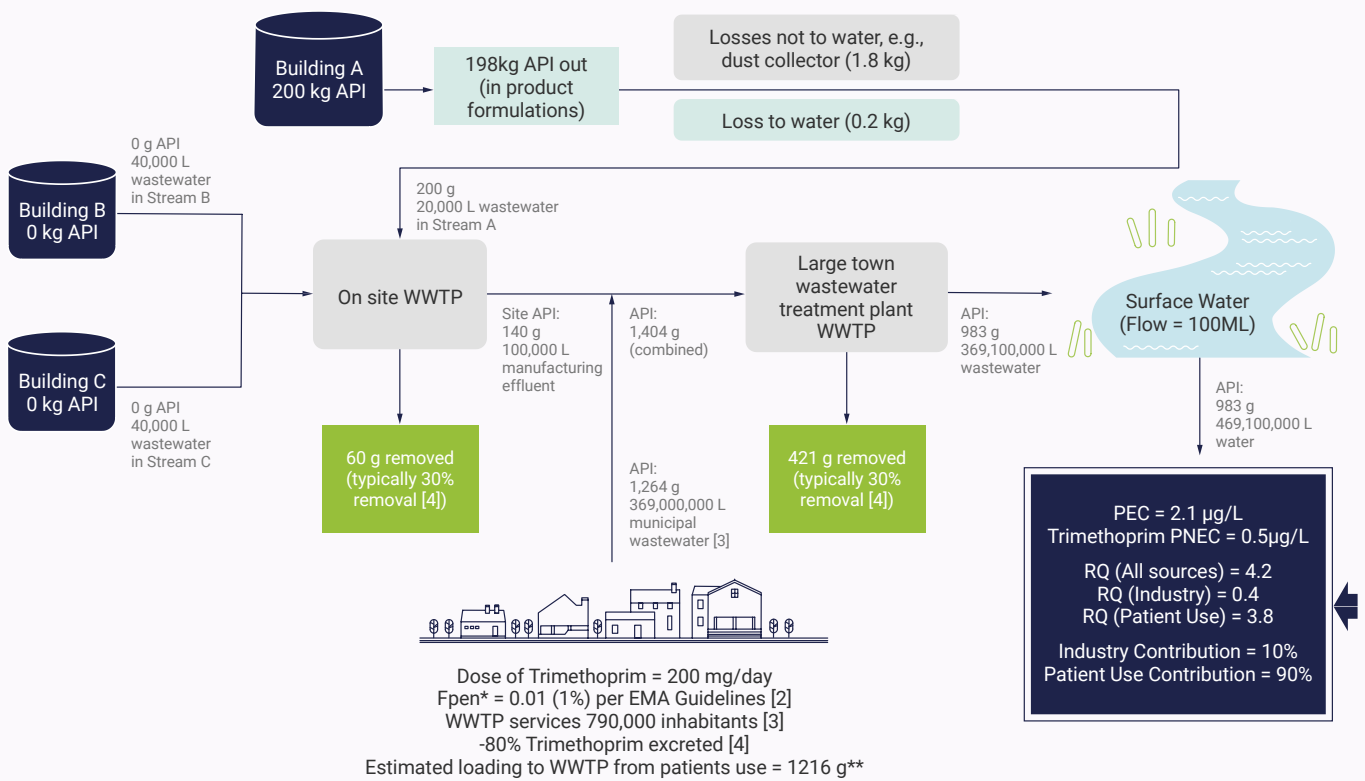 Building A
200 kg API
198kg API out
(in product
formulations)
Losses not to water, e.g.,
dust collector (1.8 kg)
Loss to water (0.2 kg)
0 g API
40,000 L
wastewater
in Stream B
Building B
0 kg API
200 g
20,000 L wastewater
in Stream A
On site WWTP
Large town
wastewater
treatment plant
WWTP
Surface Water
(Flow = 100ML)
Building C
0 kg API
0 g API
40,000 L
wastewater
in Stream C
Site API:
140 g
100,000 L
manufacturing
effluent
API:
1,404 g
(combined)
API:
983 g
369,100,000 L
wastewater
API:
983 g
469,100,000 L
water
60 g removed
(typically 30%
removal [4])
API:
1,264 g
369,000,000 L
municipal
wastewater [3]
421 g removed
(typically 30%
removal [4])
PEC = 2.1 µg/L
Trimethoprim PNEC = 0.5µg/L
RQ (All sources) = 4.2
RQ (Industry) = 0.4
RQ (Patient Use) = 3.8
Industry Contribution = 10%
Patient Use Contribution = 90%
Dose of Trimethoprim = 200 mg/day
Fpen* = 0.01 (1%) per EMA Guidelines [2]
WWTP services 790,000 inhabitants [3]
-80% Trimethoprim excreted [4]
Estimated loading to WWTP from patients use = 1216 g**